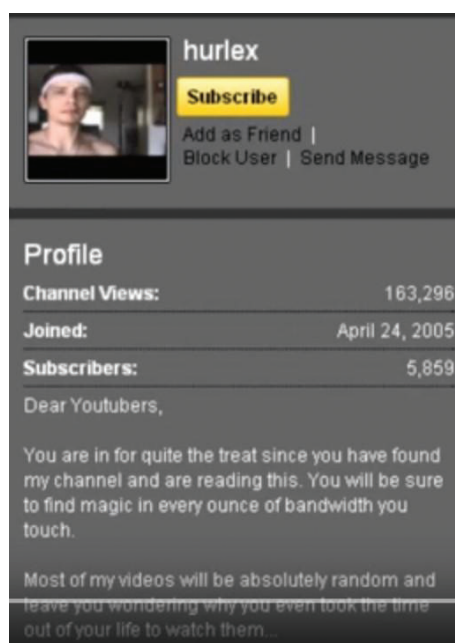 hurlex
Subscribe
Add as Friend |
Block User | Send Message
Profile
Channel Views: 163,296
Joined: April 24, 2005
Subscribers: 5,859
Dear Youtubers,
You are in for quite the treat since you have found
my channel and are reading this. You will be sure
to find magic in every ounce of bandwidth you
touch.
Most of my videos will be absolutely random and
leave you wondering why you even took the time
out of your life to watch them...